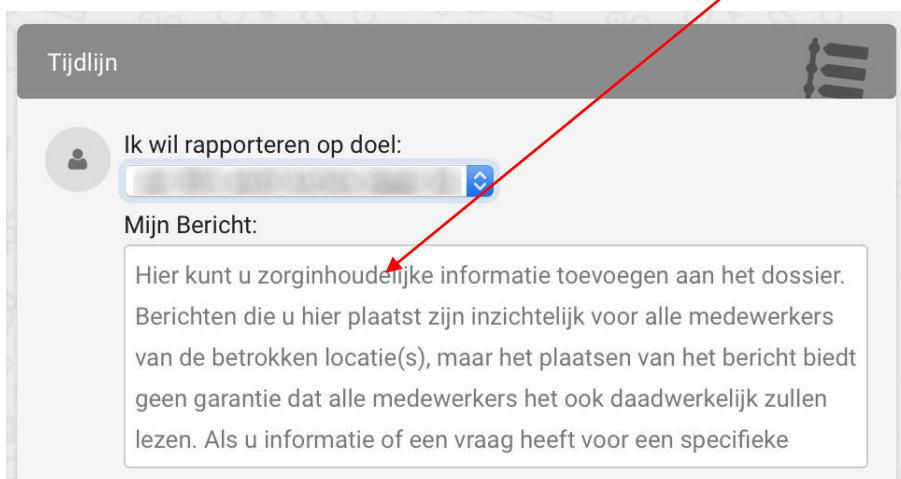 Tijdlijn
Ik wil rapporteren op doel:
Mijn Bericht:
Hier kunt u zorginhoudelijke informatie toevoegen aan het dossier.
Berichten die u hier plaatst zijn inzichtelijk voor alle medewerkers
van de betrokken locatie(s), maar het plaatsen van het bericht biedt
geen garantie dat alle medewerkers het ook daadwerkelijk zullen
lezen. Als u informatie of een vraag heeft voor een specifieke